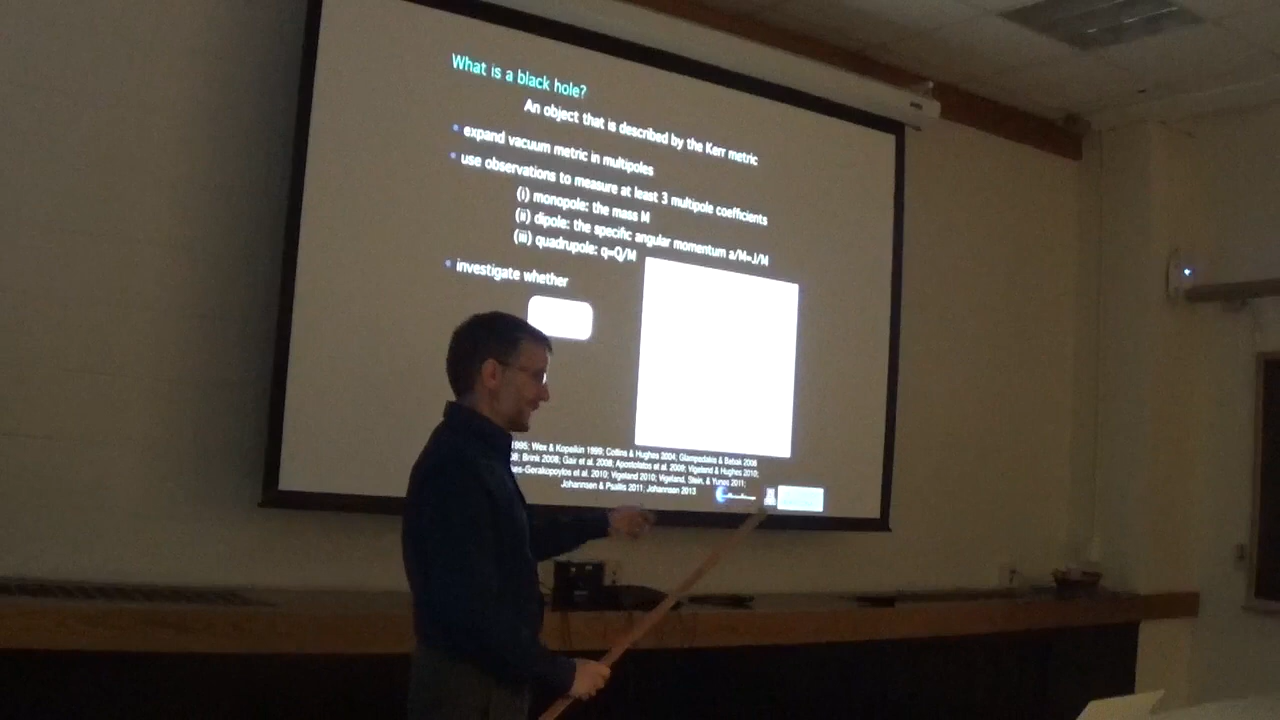 What is a black hole?
An object that is described by the Kerr metric
expand vacuum metric in multipoles
use observations to measure at least 3 multipole coefficients
(i) monopole: the mass M
(ii) dipole: the specific angular momentum a/M=J/M
(iii) quadrupole: q=Q/M
investigate whether
1995; Wex & Kopeikin 1999; Collins & Hughes 2004; Glampedakis & Babak 2006
08; Brink 2008; Gair et al. 2008; Apostolatos et al. 2009; Vigeland & Hughes 2010;
es-Gerakopoylos et al. 2010; Vigeland 2010; Vigeland, Stein, & Yunes 2011;
Johannsen & Psaltis 2011; Johannsen 2013